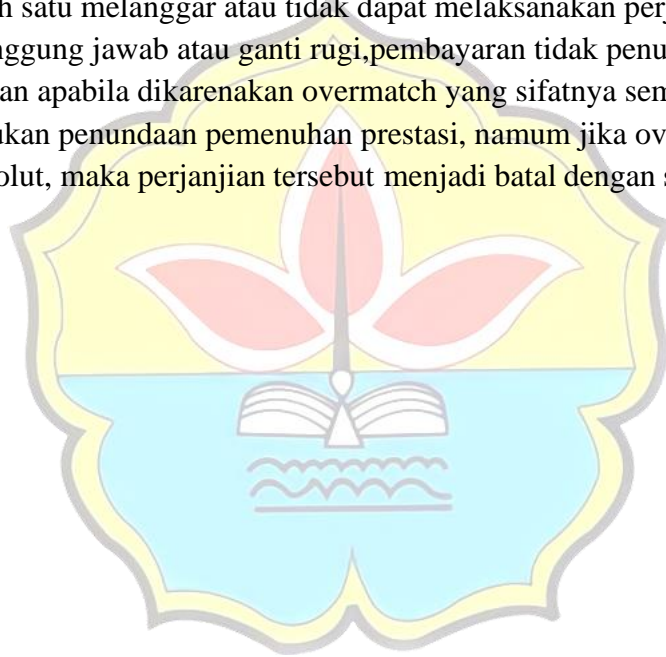 h satu melanggar atau tidak dapat melaksanakan perj
nggung jawab atau ganti rugi,pembayaran tidak penu
an apabila dikarenakan overmatch yang sifatnya sem
ukan penundaan pemenuhan prestasi, namum jika ov
olut, maka perjanjian tersebut menjadi batal dengan s